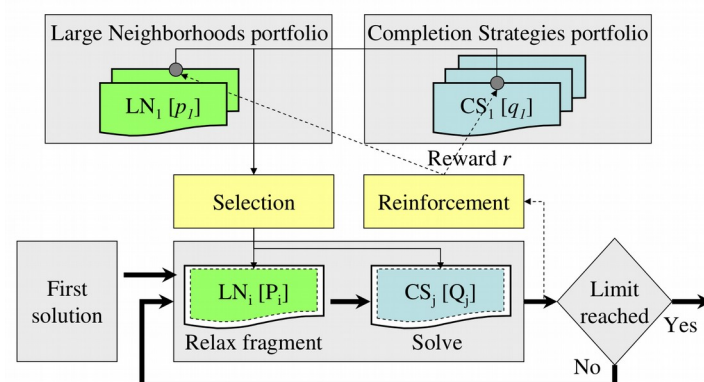 Large Neighborhoods portfolio
Completion Strategies portfolio
LN₁ [p₁]
CS₁ [q₁]
Reward r
Selection
Reinforcement
First
solution
LNᵢ [Pᵢ]
CSⱼ [Qⱼ]
Relax fragment
Solve
Limit
reached
Yes
No